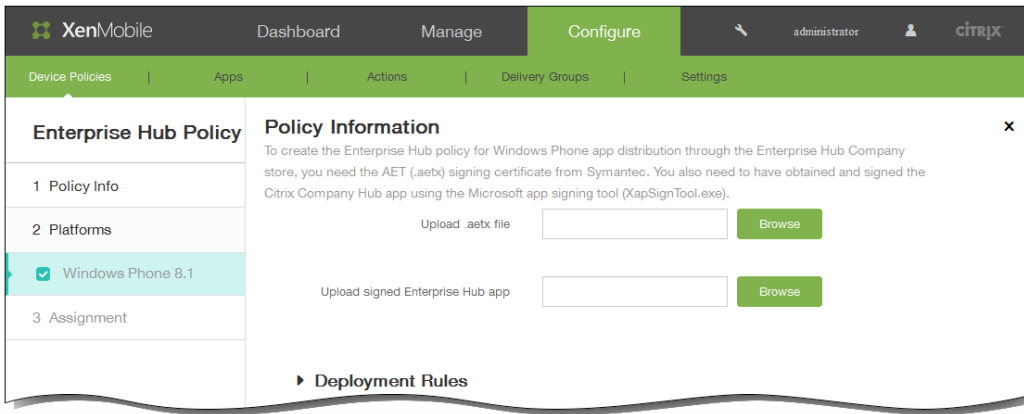 XenMobile Dashboard Manage Configure administrator CİTRIX
Device Policies | Apps | Actions | Delivery Groups | Settings
Enterprise Hub Policy
1 Policy Info
2 Platforms
Windows Phone 8.1
3 Assignment
Policy Information
To create the Enterprise Hub policy for Windows Phone app distribution through the Enterprise Hub Company
store, you need the AET (.aetx) signing certificate from Symantec. You also need to have obtained and signed the
Citrix Company Hub app using the Microsoft app signing tool (XapSignTool.exe).
Upload .aetx file Browse
Upload signed Enterprise Hub app Browse
Deployment Rules